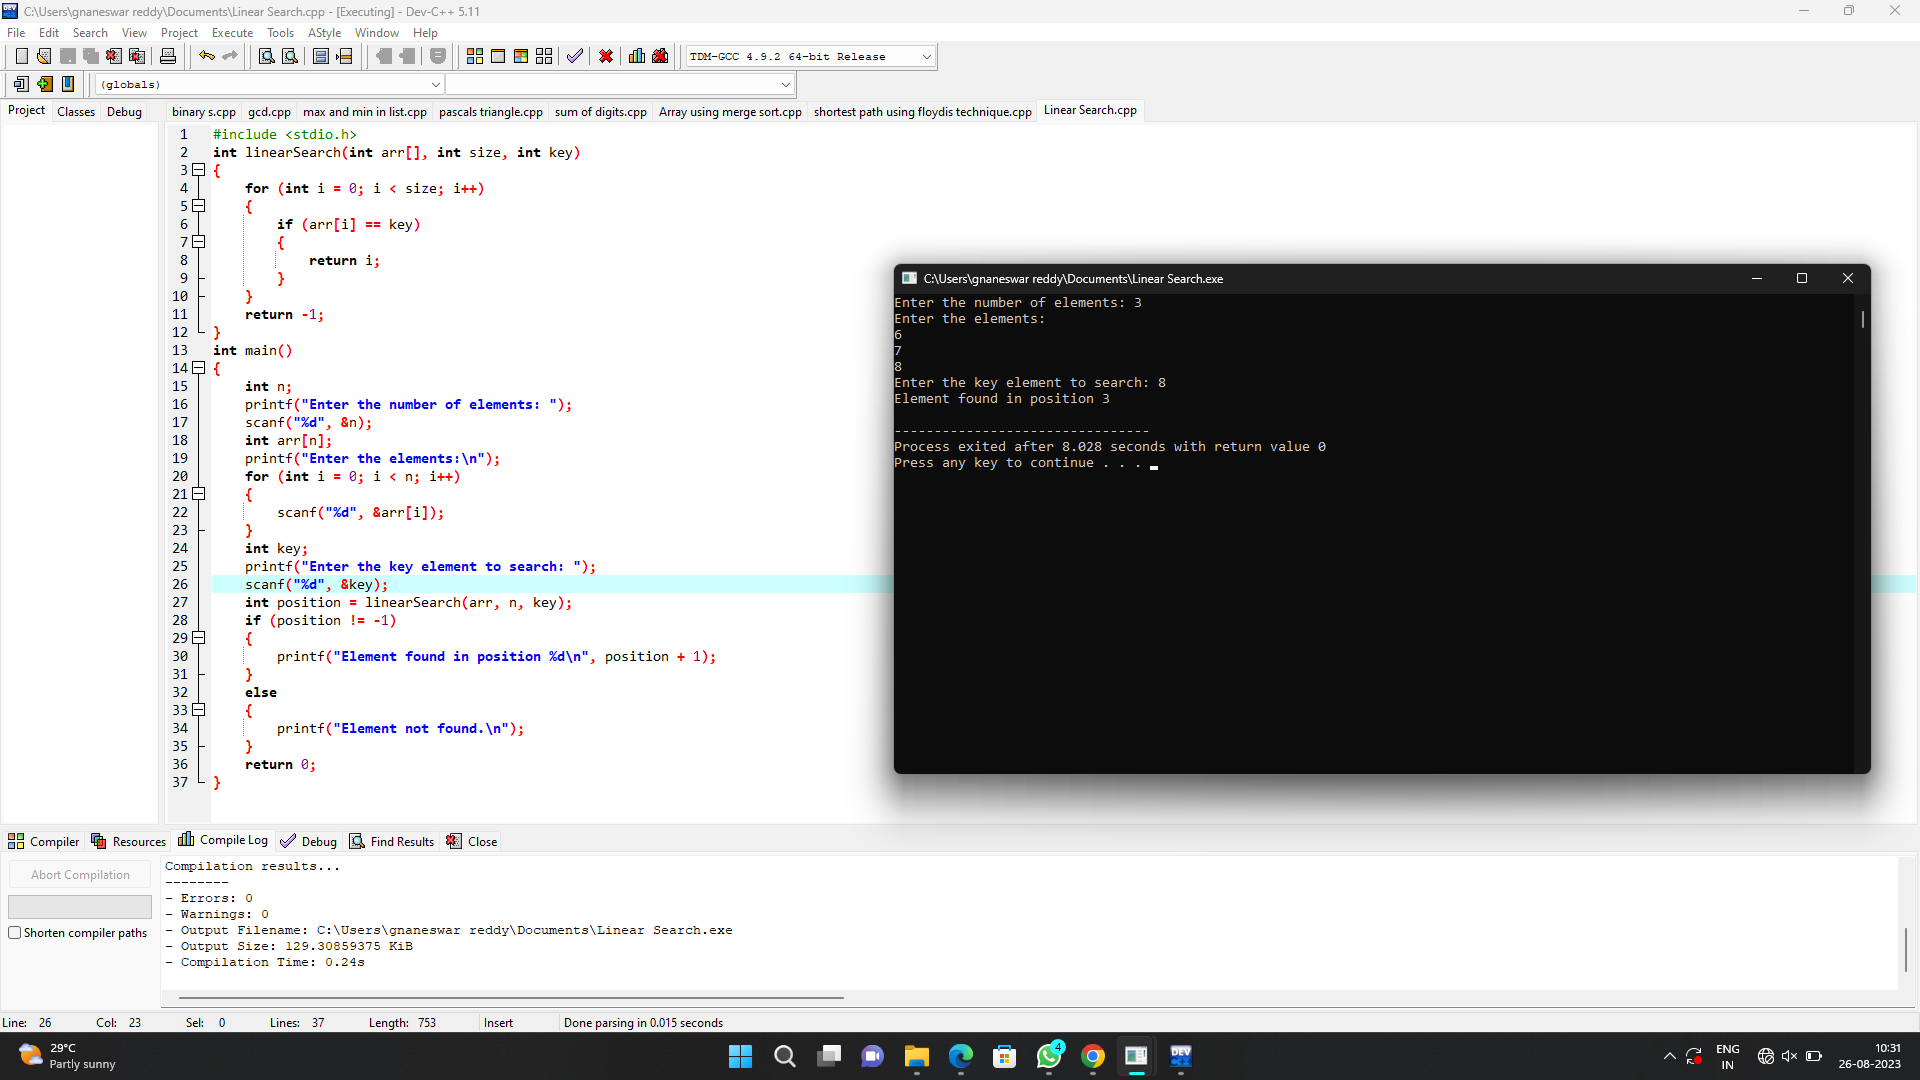 C:\Users\gnaneswar reddy\Documents\Linear Search.cpp - [Executing] - Dev-C++ 5.11
File Edit Search View Project Execute Tools AStyle Window Help
TDM-GCC 4.9.2 64-bit Release
(globals)
Project Classes Debug
binary s.cpp gcd.cpp max and min in list.cpp pascals triangle.cpp sum of digits.cpp Array using merge sort.cpp shortest path using floydis technique.cpp Linear Search.cpp
1 #include <stdio.h>
2 int linearSearch(int arr[], int size, int key)
3 {
4 for (int i = 0; i < size; i++)
5 {
6 if (arr[i] == key)
7 {
8 return i;
9 }
10 }
11 return -1;
12 }
13 int main()
14 {
15 int n;
16 printf("Enter the number of elements: ");
17 scanf("%d", &n);
18 int arr[n];
19 printf("Enter the elements:\n");
20 for (int i = 0; i < n; i++)
21 {
22 scanf("%d", &arr[i]);
23 }
24 int key;
25 printf("Enter the key element to search: ");
26 scanf("%d", &key);
27 int position = linearSearch(arr, n, key);
28 if (position != -1)
29 {
30 printf("Element found in position %d\n", position + 1);
31 }
32 else
33 {
34 printf("Element not found.\n");
35 }
36 return 0;
37 }
C:\Users\gnaneswar reddy\Documents\Linear Search.exe
Enter the number of elements: 3
Enter the elements:
6
7
8
Enter the key element to search: 8
Element found in position 3
--------------------------------
Process exited after 8.028 seconds with return value 0
Press any key to continue . . .
Compiler Resources Compile Log Debug Find Results Close
Abort Compilation
Shorten compiler paths
Compilation results...
--------
- Errors: 0
- Warnings: 0
- Output Filename: C:\Users\gnaneswar reddy\Documents\Linear Search.exe
- Output Size: 129.30859375 KiB
- Compilation Time: 0.24s
Line: 26 Col: 23 Sel: 0 Lines: 37 Length: 753 Insert Done parsing in 0.015 seconds
29°C
Partly sunny
4
DEV
ENG
IN
10:31
26-08-2023